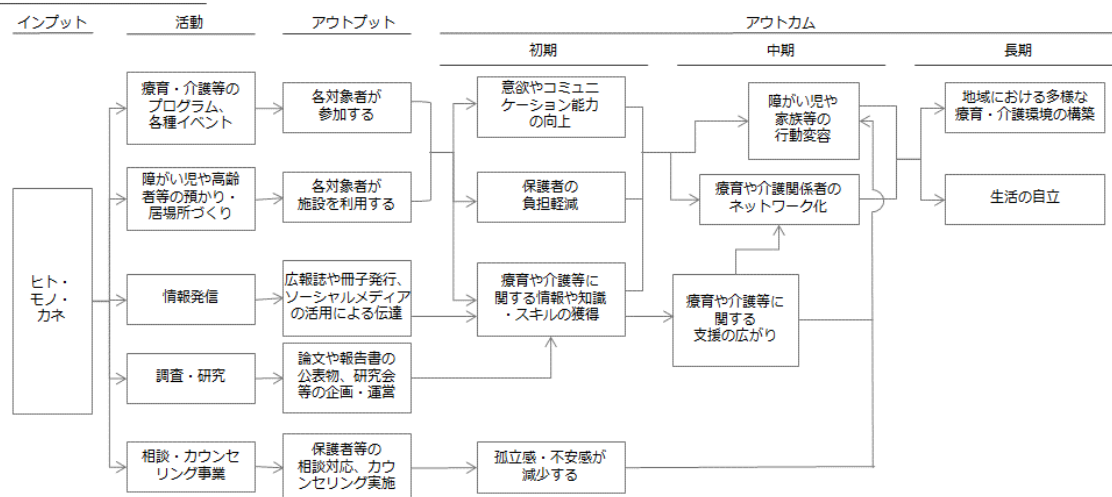 インプット
活動
アウトプット
アウトカム
初期
中期
長期
ヒト・
モノ・
カネ
療育・介護等の
プログラム、
各種イベント
各対象者が
参加する
意欲やコミュニ
ケーション能力
の向上
障がい児や
家族等の
行動変容
地域における多様な
療育・介護環境の構築
障がい児や高齢
者等の預かり・
居場所づくり
各対象者が
施設を利用する
保護者の
負担軽減
療育や介護関係者の
ネットワーク化
生活の自立
情報発信
広報誌や冊子発行、
ソーシャルメディア
の活用による伝達
療育や介護等に
関する情報や知識
・スキルの獲得
療育や介護等に
関する
支援の広がり
調査・研究
論文や報告書の
公表物、研究会
等の企画・運営
相談・カウンセ
リング事業
保護者等の
相談対応、カウ
ンセリング実施
孤立感・不安感が
減少する